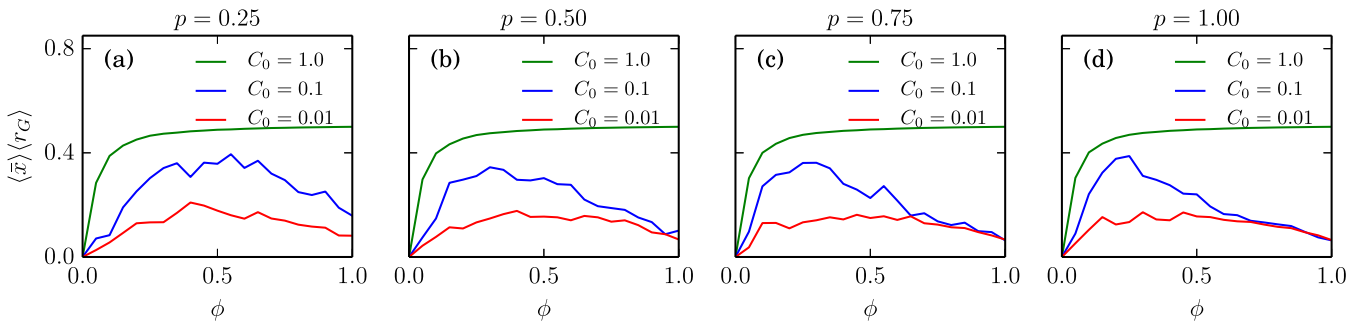 p = 0.25
p = 0.50
p = 0.75
p = 1.00
⟨x̄⟩⟨r_G⟩
0.8
0.4
0.0
(a)
C₀ = 1.0
C₀ = 0.1
C₀ = 0.01
0.0 0.5 1.0
ϕ
(b)
C₀ = 1.0
C₀ = 0.1
C₀ = 0.01
0.0 0.5 1.0
ϕ
(c)
C₀ = 1.0
C₀ = 0.1
C₀ = 0.01
0.0 0.5 1.0
ϕ
(d)
C₀ = 1.0
C₀ = 0.1
C₀ = 0.01
0.0 0.5 1.0
ϕ